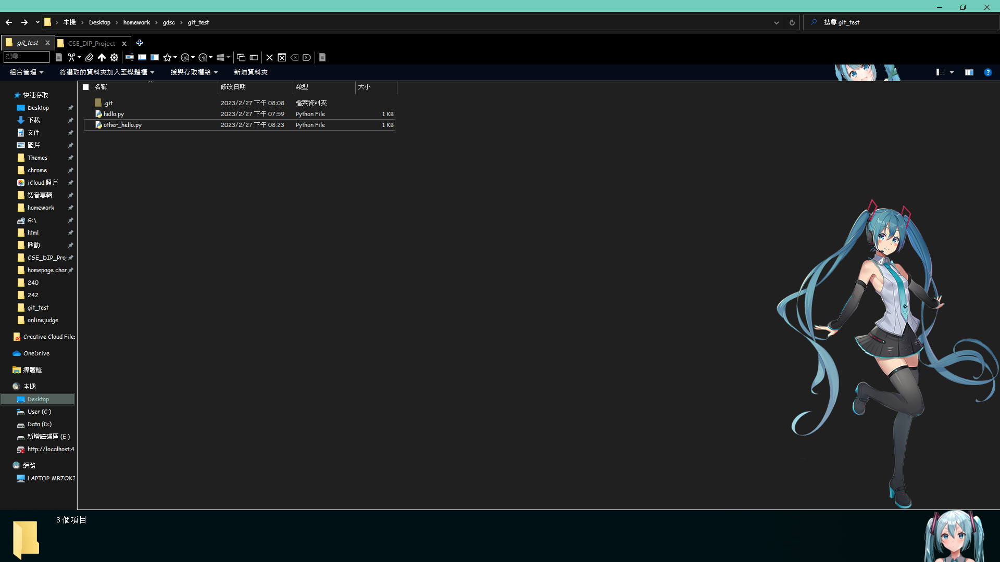 本機 Desktop homework gdsc git_test
搜尋 git_test
git_test
CSE_DIP_Project
搜尋
組合管理 將選取的資料夾加入至媒體櫃 授與存取權給 新增資料夾
名稱 修改日期 類型 大小
.git 2023/2/27 下午 08:08 檔案資料夾
hello.py 2023/2/27 下午 07:59 Python File 1 KB
other_hello.py 2023/2/27 下午 08:23 Python File 1 KB
快速存取
Desktop
下載
文件
圖片
Themes
chrome
iCloud 照片
初音專輯
homework
G:\
html
啟動
CSE_DIP_Proj
homepage char
240
242
git_test
onlinejudge
Creative Cloud Files
OneDrive
媒體櫃
本機
Desktop
User (C:)
Data (D:)
新增磁碟區 (E:)
http://localhost:4
網路
LAPTOP-MR7OK3
3 個項目